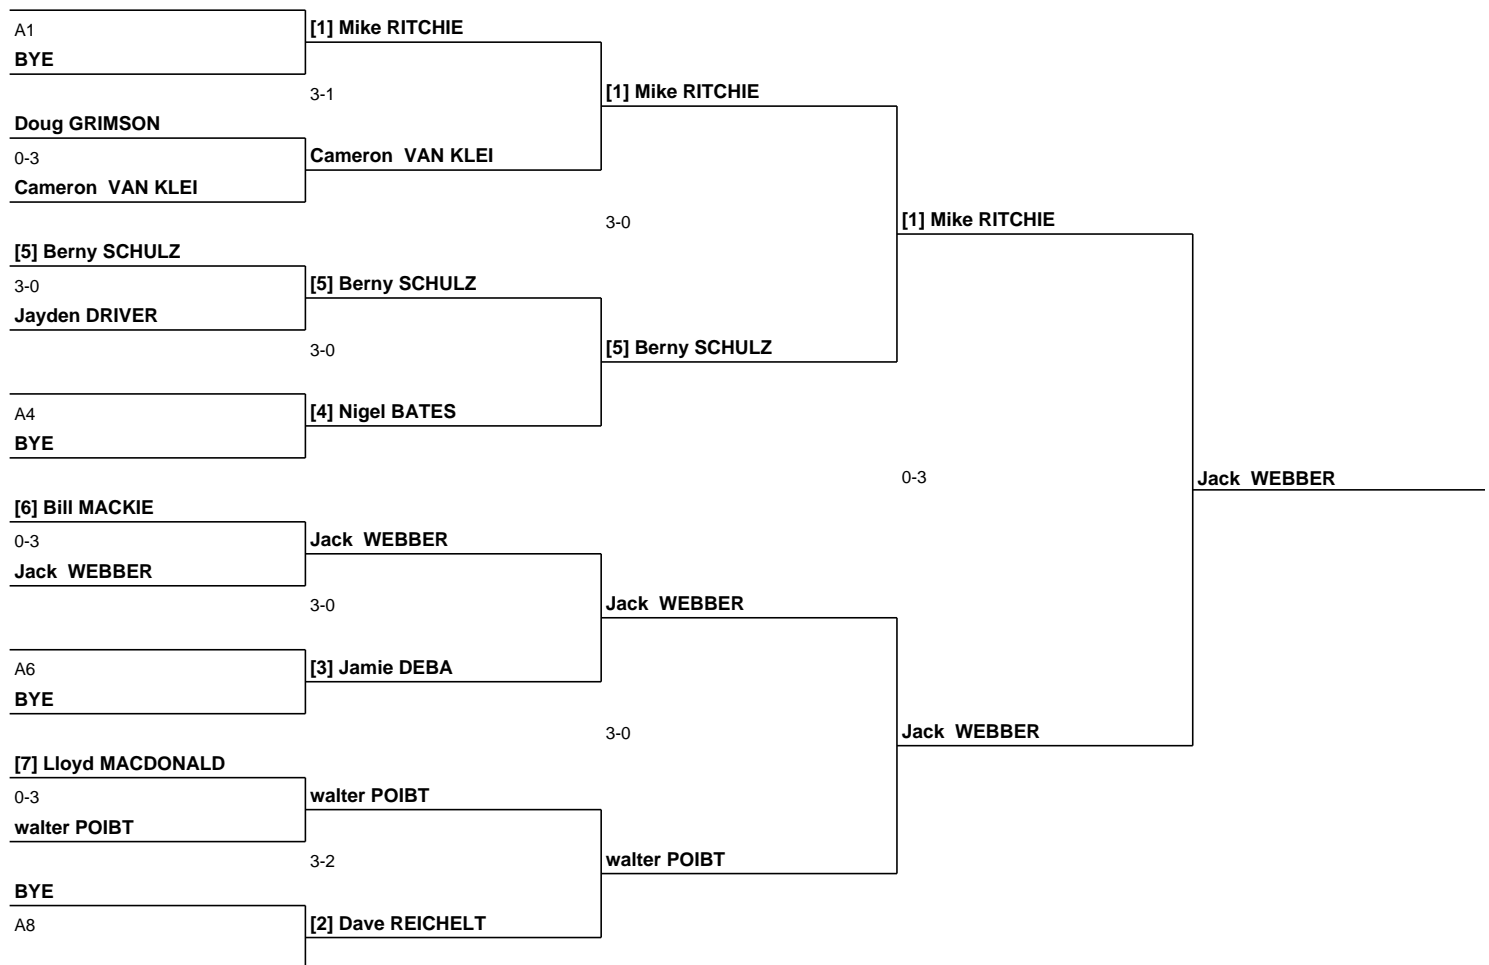 A1
BYE
[1] Mike RITCHIE
3-1
Doug GRIMSON
0-3
Cameron VAN KLEI
Cameron VAN KLEI
[1] Mike RITCHIE
3-0
[5] Berny SCHULZ
3-0
Jayden DRIVER
[5] Berny SCHULZ
3-0
A4
BYE
[4] Nigel BATES
[5] Berny SCHULZ
[1] Mike RITCHIE
0-3
Jack WEBBER
[6] Bill MACKIE
0-3
Jack WEBBER
Jack WEBBER
3-0
A6
BYE
[3] Jamie DEBA
Jack WEBBER
3-0
Jack WEBBER
[7] Lloyd MACDONALD
0-3
walter POIBT
walter POIBT
3-2
BYE
A8
[2] Dave REICHELT
walter POIBT